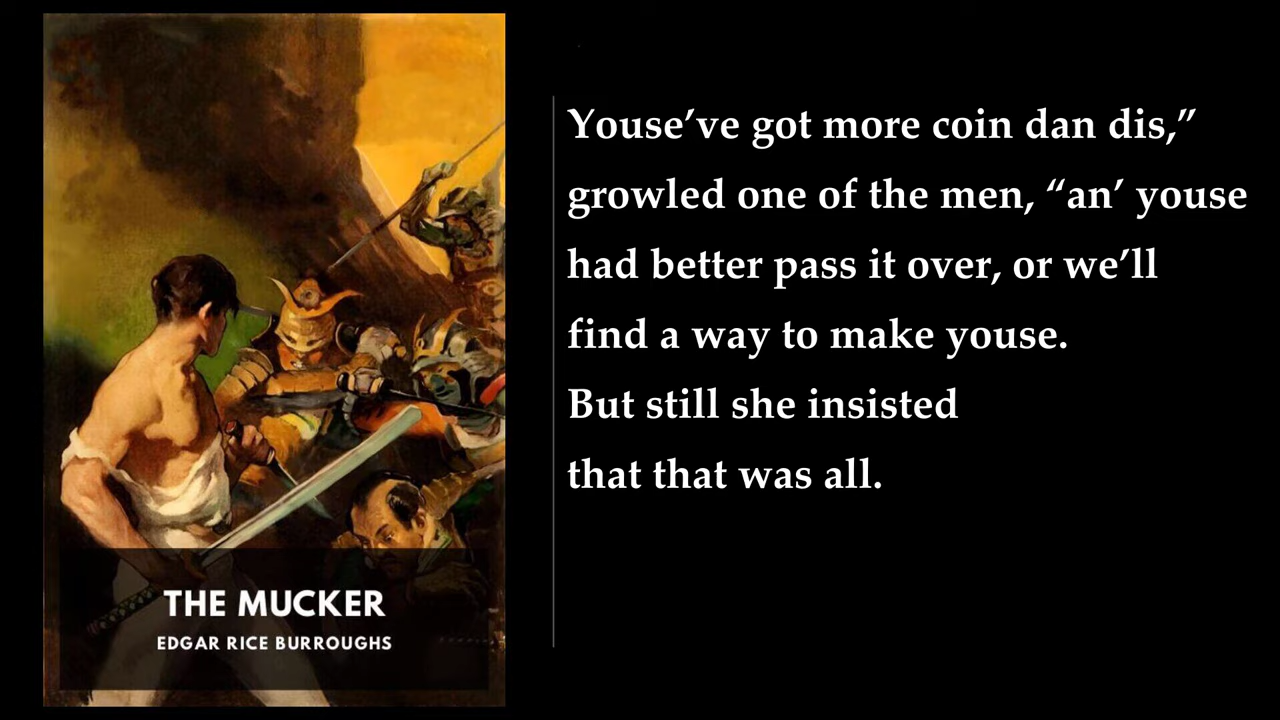 Youse’ve got more coin dan dis,”
growled one of the men, “an’ youse
had better pass it over, or we’ll
find a way to make youse.
But still she insisted
that that was all.
THE MUCKER
EDGAR RICE BURROUGHS